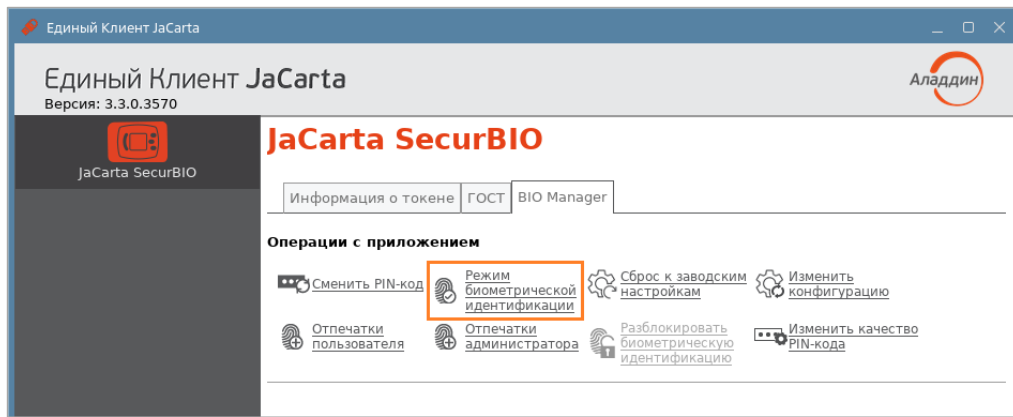 Единый Клиент JaCarta
Единый Клиент JaCarta
Версия: 3.3.0.3570
Аладдин
JaCarta SecurBIO
JaCarta SecurBIO
Информация о токене ГОСТ BIO Manager
Операции с приложением
Сменить PIN-код
Режим
биометрической
идентификации
Сброс к заводским
настройкам
Изменить
конфигурацию
Отпечатки
пользователя
Отпечатки
администратора
Разблокировать
биометрическую
идентификацию
Изменить качество
PIN-кода